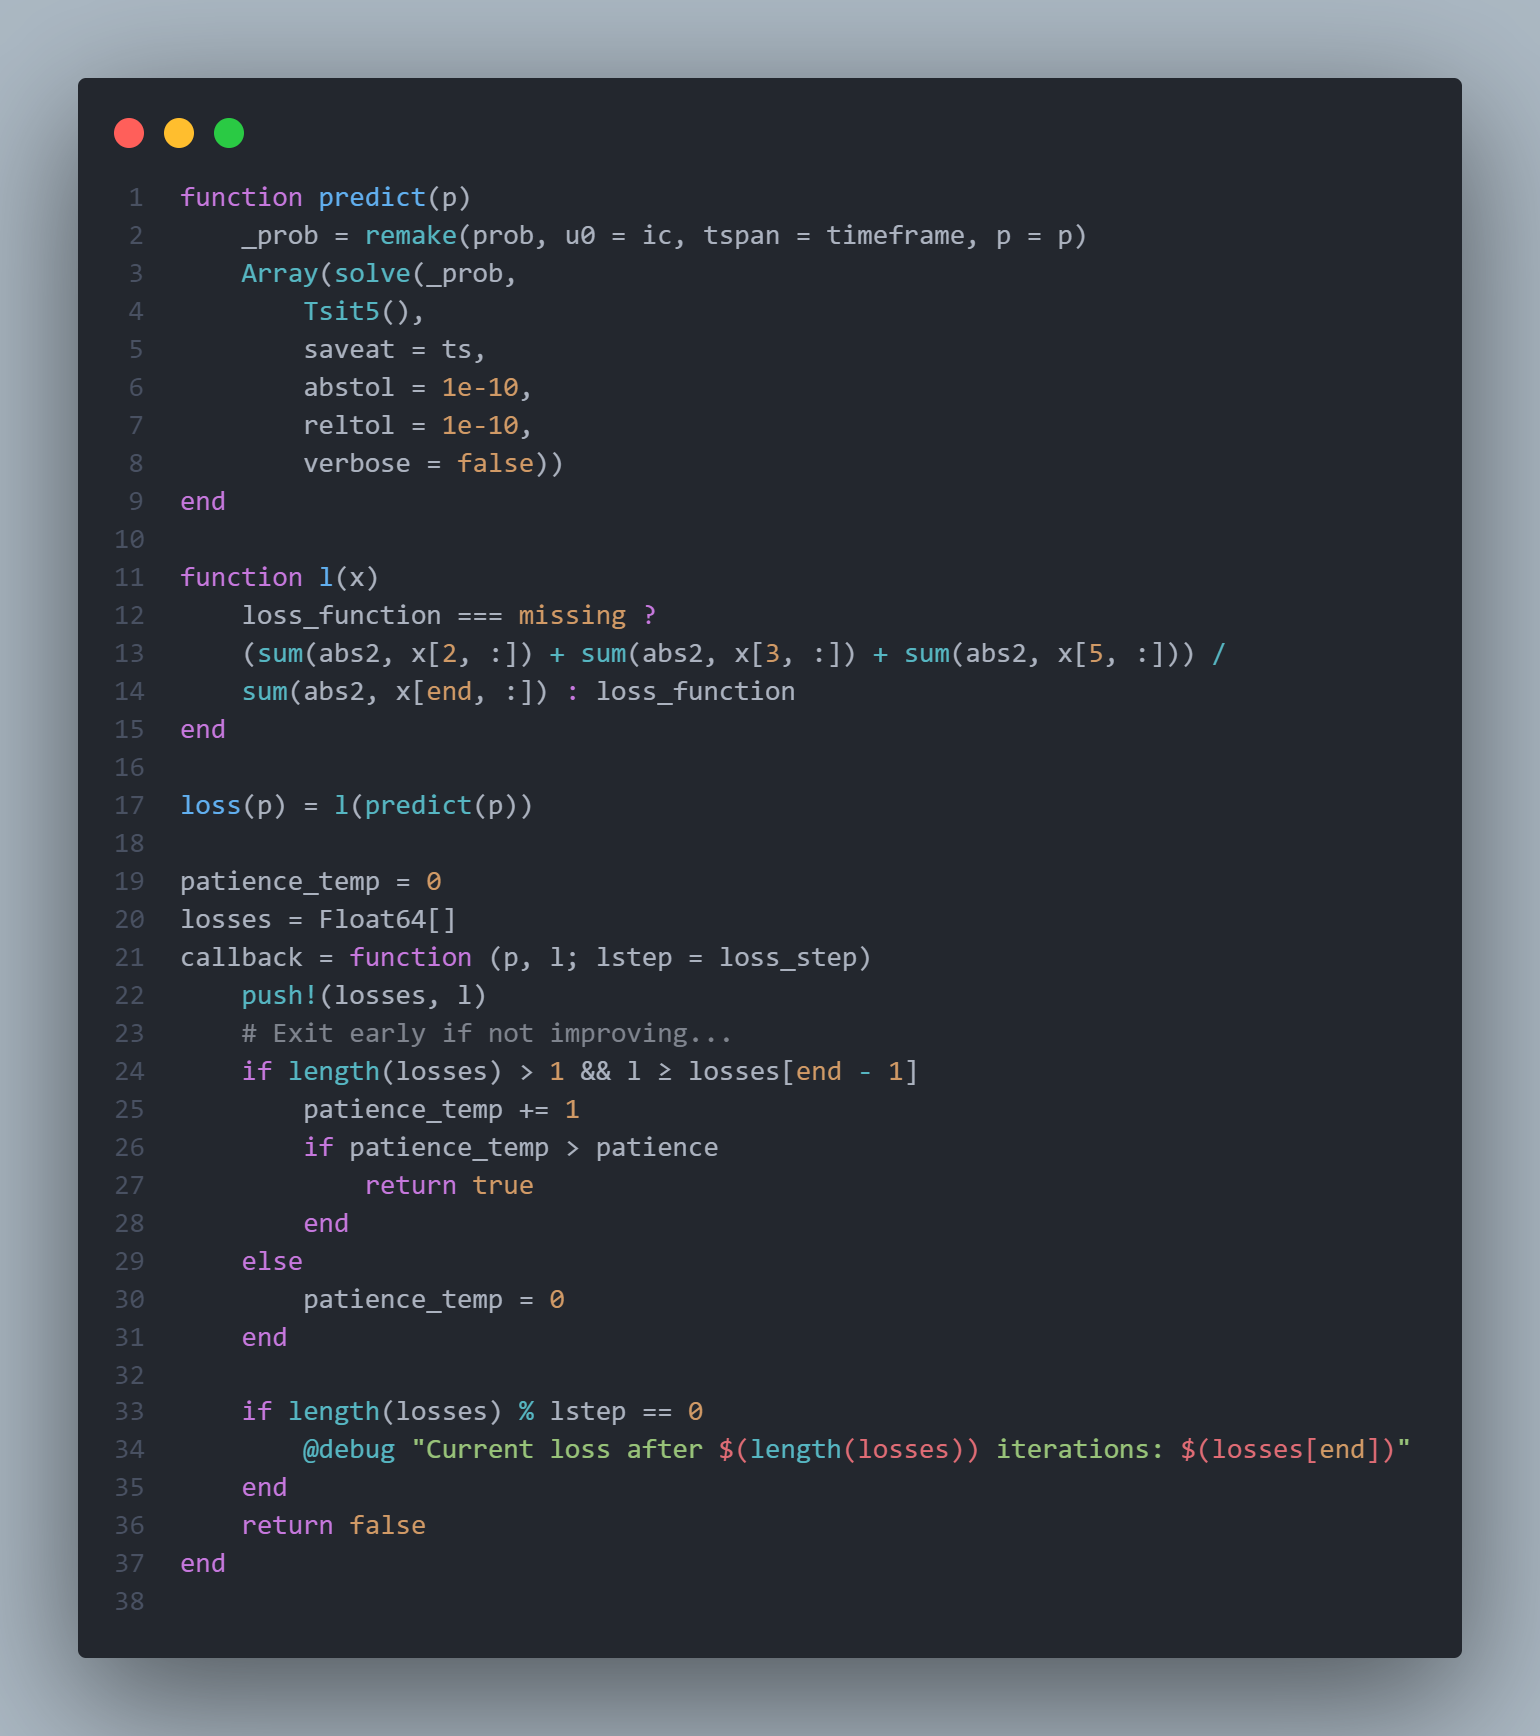 1 function predict(p)
2     _prob = remake(prob, u0 = ic, tspan = timeframe, p = p)
3     Array(solve(_prob,
4         Tsit5(),
5         saveat = ts,
6         abstol = 1e-10,
7         reltol = 1e-10,
8         verbose = false))
9 end
10
11 function l(x)
12     loss_function === missing ?
13     (sum(abs2, x[2, :]) + sum(abs2, x[3, :]) + sum(abs2, x[5, :])) /
14     sum(abs2, x[end, :]) : loss_function
15 end
16
17 loss(p) = l(predict(p))
18
19 patience_temp = 0
20 losses = Float64[]
21 callback = function (p, l; lstep = loss_step)
22     push!(losses, l)
23     # Exit early if not improving...
24     if length(losses) > 1 && l ≥ losses[end - 1]
25         patience_temp += 1
26         if patience_temp > patience
27             return true
28         end
29     else
30         patience_temp = 0
31     end
32
33     if length(losses) % lstep == 0
34         @debug "Current loss after $(length(losses)) iterations: $(losses[end])"
35     end
36     return false
37 end
38